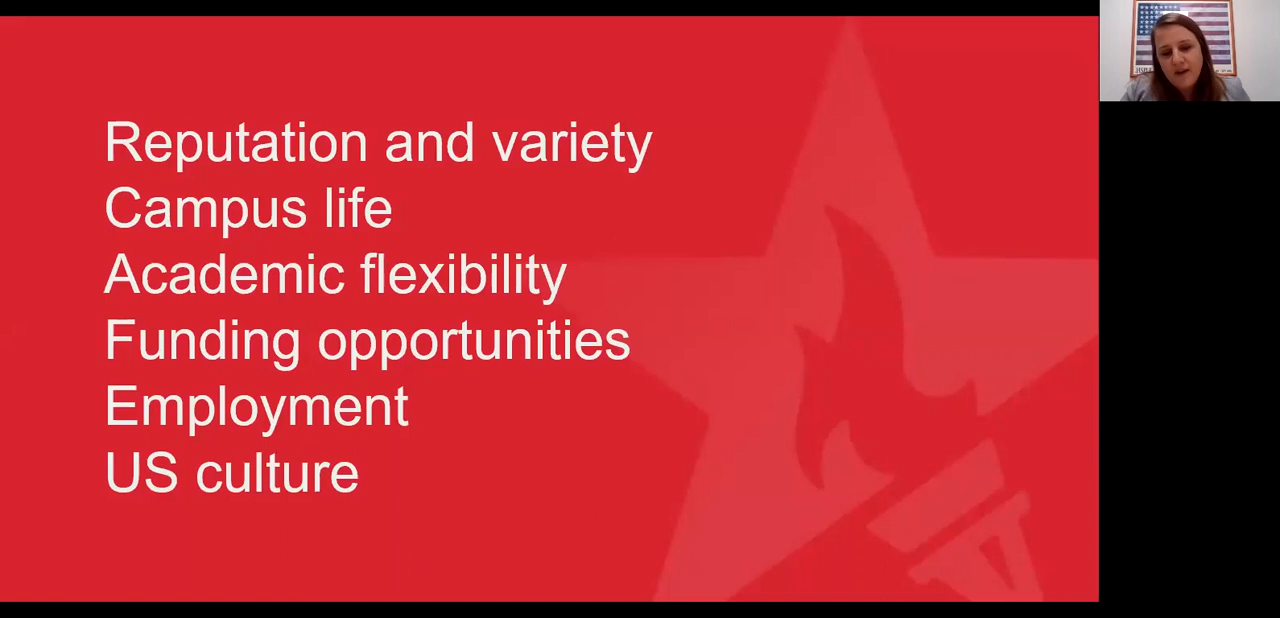 Reputation and variety
Campus life
Academic flexibility
Funding opportunities
Employment
US culture